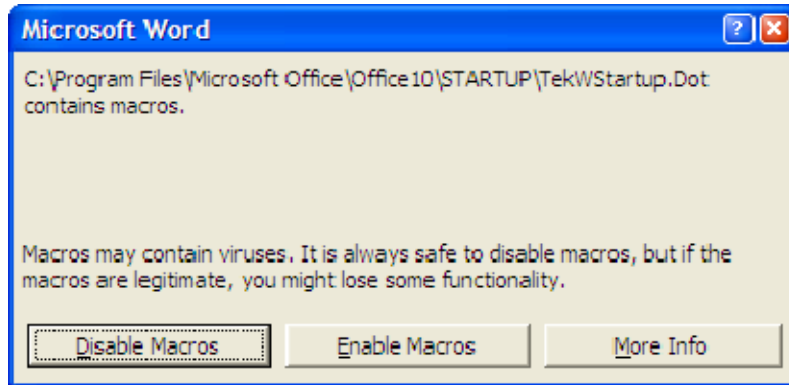 Microsoft Word
C:\Program Files\Microsoft Office\Office10\STARTUP\TekWStartup.Dot
contains macros.
Macros may contain viruses. It is always safe to disable macros, but if the
macros are legitimate, you might lose some functionality.
Disable Macros Enable Macros More Info